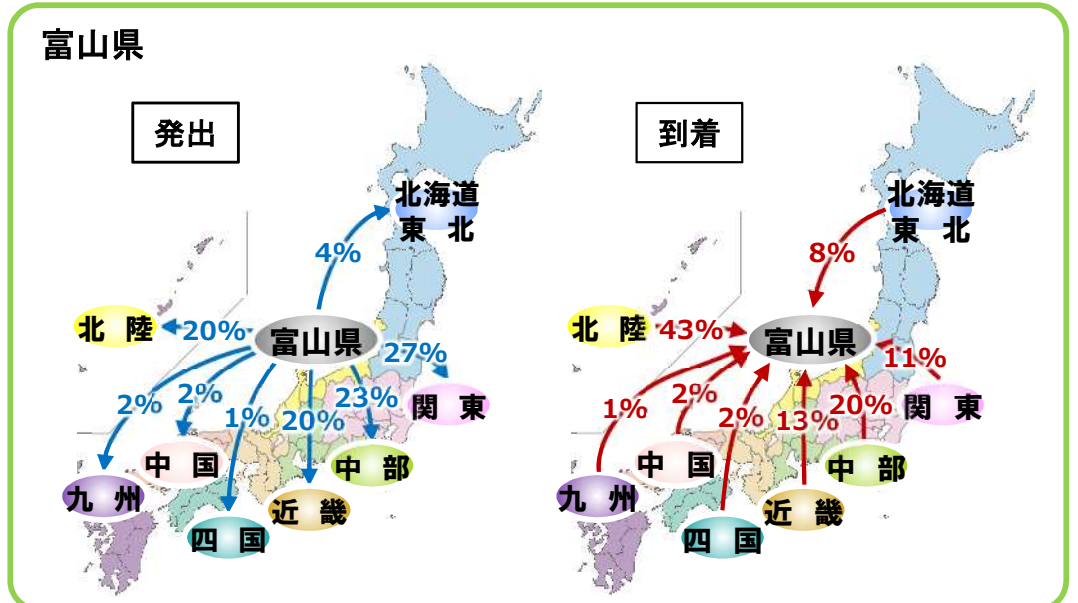 富山県
発出
北海道
東 北
4%
北 陸
20%
富山県
27%
関 東
2%
2%
1%
20%
23%
中 国
中 部
九 州
近 畿
四 国
到着
北海道
東 北
8%
北 陸
43%
富山県
11%
関 東
1%
2%
2%
13%
20%
中 国
中 部
九 州
近 畿
四 国